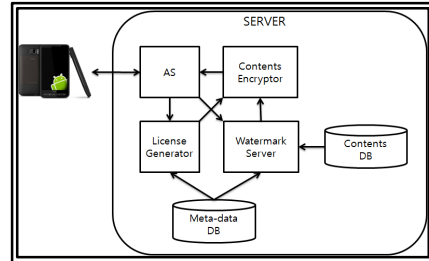 SERVER
AS
Contents
Encryptor
License
Generator
Watermark
Server
Contents
DB
Meta-data
DB